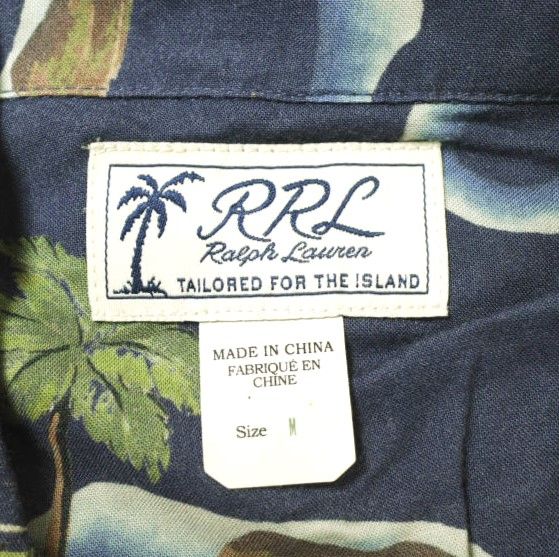 RRL
Ralph Lauren
TAILORED FOR THE ISLAND
MADE IN CHINA
FABRIQUÉ EN
CHINE
Size M